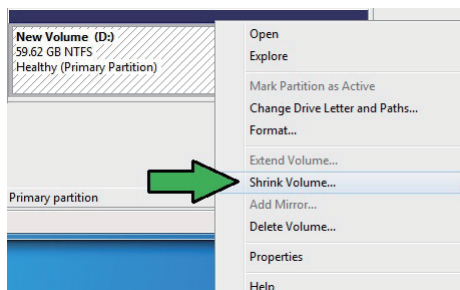 New Volume (D:)
59.62 GB NTFS
Healthy (Primary Partition)
Primary partition
Open
Explore
Mark Partition as Active
Change Drive Letter and Paths...
Format...
Extend Volume...
Shrink Volume...
Add Mirror...
Delete Volume...
Properties
Help